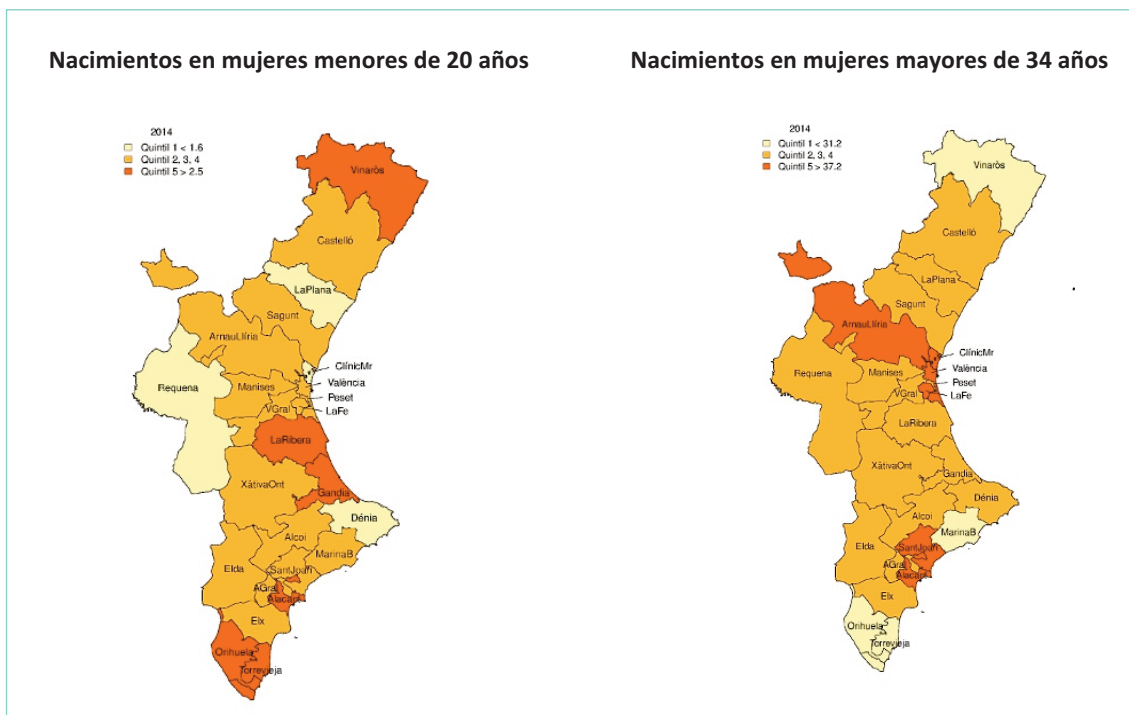 Nacimientos en mujeres menores de 20 años
2014
Quintil 1 < 1.6
Quintil 2, 3, 4
Quintil 5 > 2.5
Vinaròs
Castelló
LaPlana
Sagunt
ArnauLlíria
ClínicMr
València
Requena
Manises
Peset
VGral
LaFe
LaRibera
XàtivaOnt
Gandia
Dénia
Alcoi
MarinaB
Elda
SantJoan
AGral
Alacant
Elx
Orihuela
Torrevieja
Nacimientos en mujeres mayores de 34 años
2014
Quintil 1 < 31.2
Quintil 2, 3, 4
Quintil 5 > 37.2
Vinaròs
Castelló
LaPlana
Sagunt
ArnauLlíria
ClínicMr
València
Requena
Manises
Peset
VGral
LaFe
LaRibera
XàtivaOnt
Gandia
Dénia
Alcoi
MarinaB
Elda
SantJoan
AGral
Alacant
Elx
Orihuela
Torrevieja